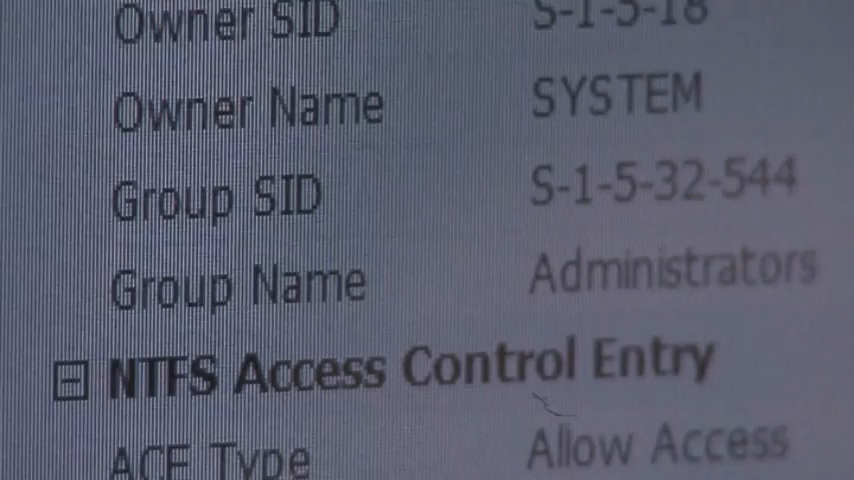 Owner SID S-1-5-18
Owner Name SYSTEM
Group SID S-1-5-32-544
Group Name Administrators
NTFS Access Control Entry
ACE Type Allow Access